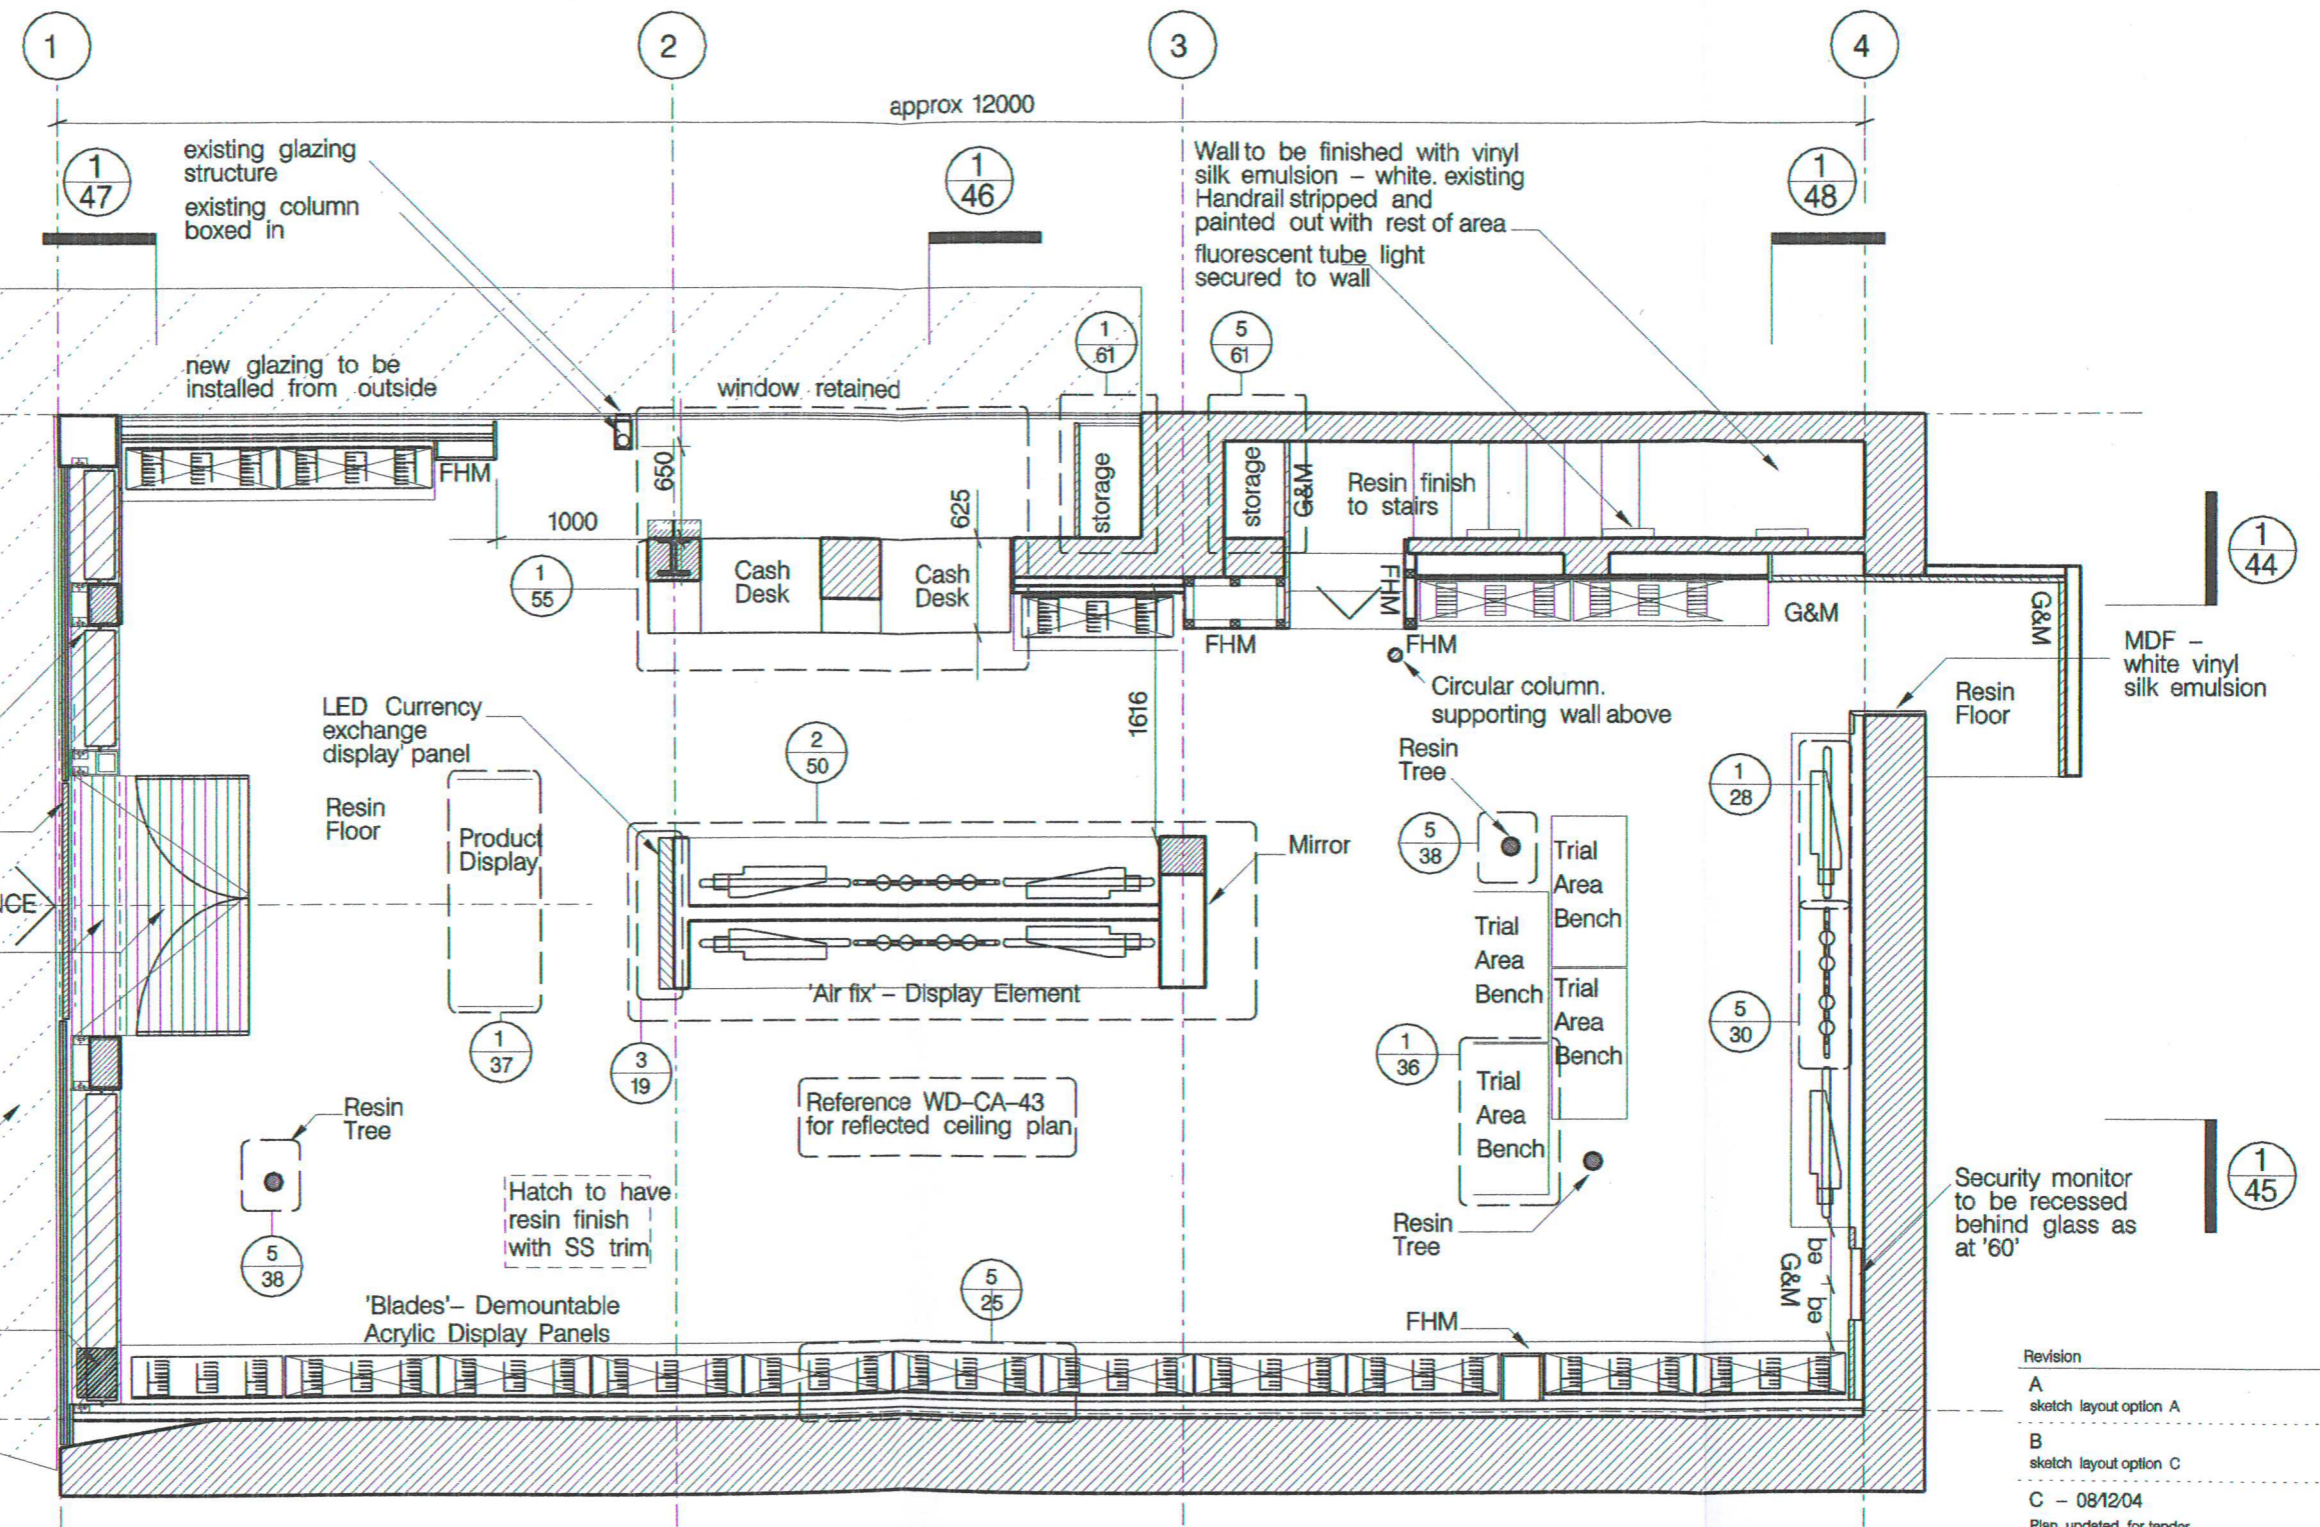 1
2
3
4
approx 12000
1
47
existing glazing
structure
existing column
boxed in
1
46
Wall to be finished with vinyl
silk emulsion – white. existing
Handrail stripped and
painted out with rest of area
fluorescent tube light
secured to wall
1
48
new glazing to be
installed from outside
window retained
1
61
5
61
FHM
650
1000
625
storage
storage
G&M
Resin finish
to stairs
1
44
1
55
Cash
Desk
Cash
Desk
FHM
FHM
FHM
G&M
G&M
MDF –
white vinyl
silk emulsion
Resin
Floor
Circular column.
supporting wall above
1616
LED Currency
exchange
display panel
2
50
Resin
Tree
1
28
Resin
Floor
Product
Display
Mirror
5
38
Trial
Area
Bench
Trial
Area
Bench
Trial
Area
Bench
Trial
Area
Bench
'Air fix' – Display Element
5
30
1
37
3
19
1
36
Reference WD–CA–43
for reflected ceiling plan
Resin
Tree
Hatch to have
resin finish
with SS trim
Resin
Tree
Security monitor
to be recessed
behind glass as
at '60'
1
45
5
38
'Blades'– Demountable
Acrylic Display Panels
5
25
FHM
G&M
be be
Revision
A
sketch layout option A
B
sketch layout option C
C – 08/12/04
Plan updated for tender